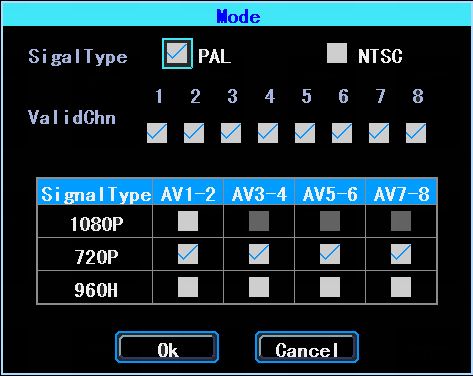 Mode
SigalType PAL NTSC
1 2 3 4 5 6 7 8
ValidChn
SignalType AV1-2 AV3-4 AV5-6 AV7-8
1080P
720P
960H
Ok Cancel